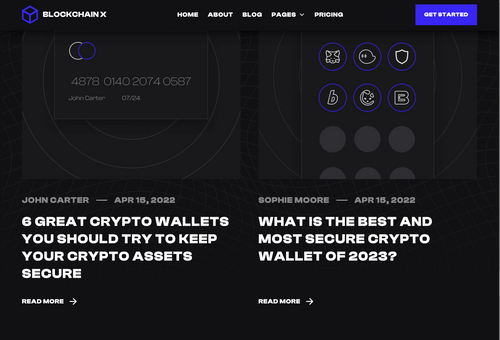 BLOCKCHAIN X
HOME ABOUT BLOG PAGES PRICING
GET STARTED
4878 0140 2074 0587
John Carter 07/24
JOHN CARTER — APR 15, 2022
6 GREAT CRYPTO WALLETS
YOU SHOULD TRY TO KEEP
YOUR CRYPTO ASSETS
SECURE
READ MORE →
SOPHIE MOORE — APR 15, 2022
WHAT IS THE BEST AND
MOST SECURE CRYPTO
WALLET OF 2023?
READ MORE →